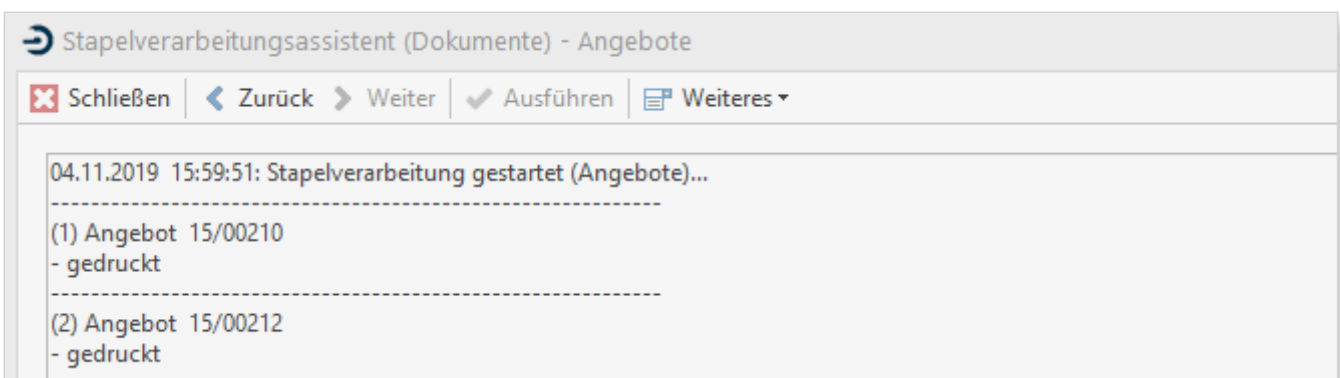 Stapelverarbeitungsassistent (Dokumente) - Angebote
Schließen Zurück Weiter Ausführen Weiteres
04.11.2019 15:59:51: Stapelverarbeitung gestartet (Angebote)...
-------------------------------------------------------------
(1) Angebot 15/00210
- gedruckt
-------------------------------------------------------------
(2) Angebot 15/00212
- gedruckt